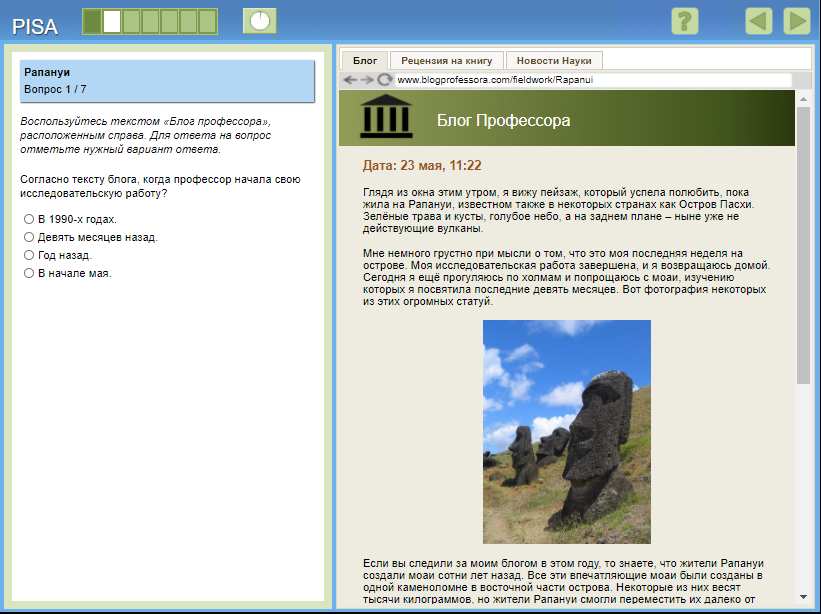 PISA
?
Рапануи
Вопрос 1 / 7
Воспользуйтесь текстом «Блог профессора»,
расположенным справа. Для ответа на вопрос
отметьте нужный вариант ответа.
Согласно тексту блога, когда профессор начала свою
исследовательскую работу?
В 1990-х годах.
Девять месяцев назад.
Год назад.
В начале мая.
Блог
Рецензия на книгу
Новости Науки
www.blogprofessora.com/fieldwork/Rapanui
Блог Профессора
Дата: 23 мая, 11:22
Глядя из окна этим утром, я вижу пейзаж, который успела полюбить, пока
жила на Рапануи, известном также в некоторых странах как Остров Пасхи.
Зелёные трава и кусты, голубое небо, а на заднем плане – ныне уже не
действующие вулканы.
Мне немного грустно при мысли о том, что это моя последняя неделя на
острове. Моя исследовательская работа завершена, и я возвращаюсь домой.
Сегодня я ещё прогуляюсь по холмам и попрощаюсь с моаи, изучению
которых я посвятила последние девять месяцев. Вот фотография некоторых
из этих огромных статуй.
Если вы следили за моим блогом в этом году, то знаете, что жители Рапануи
создали моаи сотни лет назад. Все эти впечатляющие моаи были созданы в
одной каменоломне в восточной части острова. Некоторые из них весят
тысячи килограммов, но жители Рапануи смогли переместить их далеко от